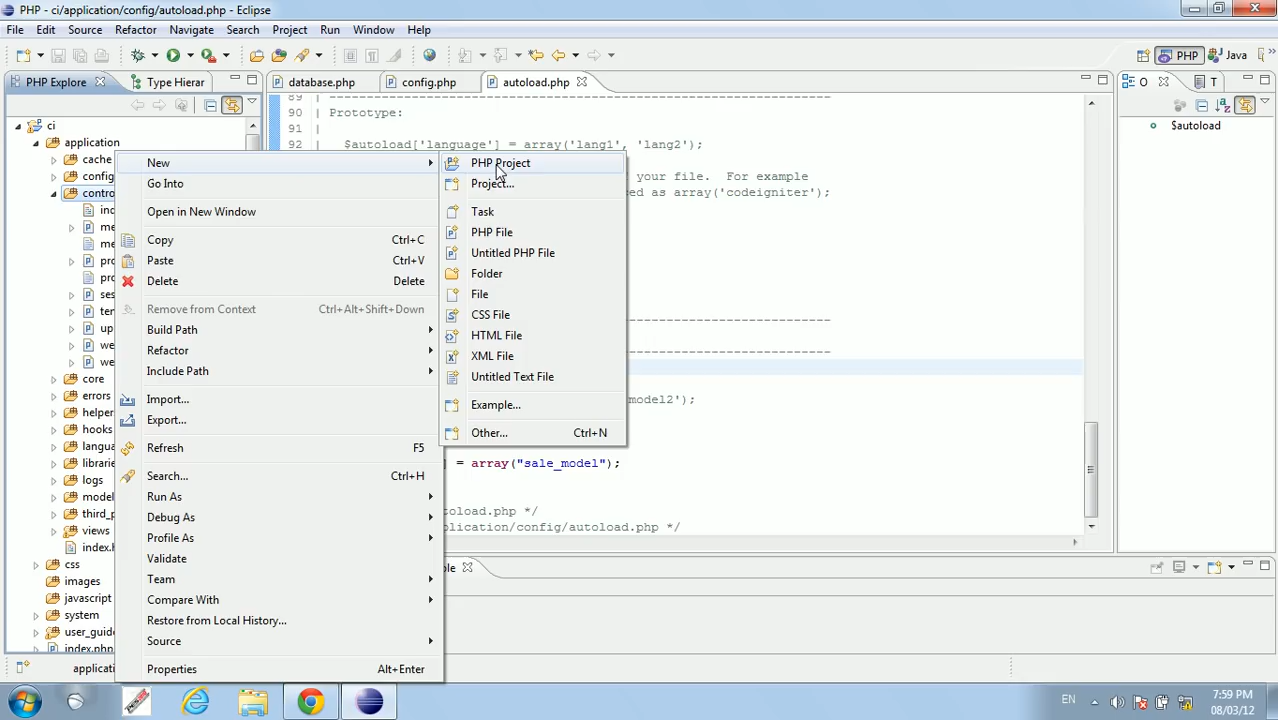 PHP - ci/application/config/autoload.php - Eclipse
File Edit Source Refactor Navigate Search Project Run Window Help
PHP Java
PHP Explore Type Hierar
database.php config.php autoload.php
O T
ci
application
cache
config
contro
core
errors
helper
hooks
langua
libraries
logs
model
third_p
views
index.h
css
images
javascript
system
user_guide
index.php
applicatio
New
Go Into
Open in New Window
Copy Ctrl+C
Paste
Delete Delete
Remove from Context Ctrl+Alt+Shift+Down
Build Path
Refactor
Include Path
Import...
Export...
Refresh F5
Search... Ctrl+H
Run As
Debug As
Profile As
Validate
Team
Compare With
Restore from Local History...
Source
Properties Alt+Enter
PHP Project
Project...
Task
PHP File
Untitled PHP File
Folder
File
CSS File
HTML File
XML File
Untitled Text File
Example...
Other... Ctrl+N
89 | -------------------------------------------------------------------
90 | Prototype:
91 |
92 | $autoload['language'] = array('lang1', 'lang2');
your file. For example
ed as array('codeigniter');
model2');
] = array("sale_model");
toload.php */
plication/config/autoload.php */
$autoload
EN
7:59 PM
08/03/12